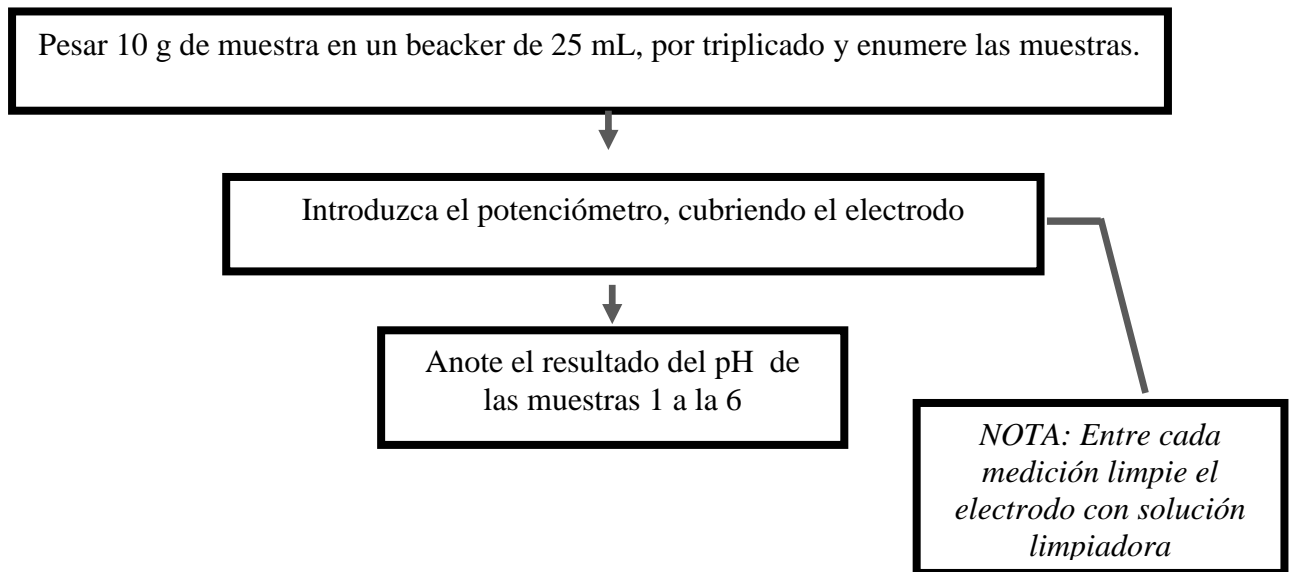 Pesar 10 g de muestra en un beacker de 25 mL, por triplicado y enumere las muestras.
Introduzca el potenciómetro, cubriendo el electrodo
Anote el resultado del pH de
las muestras 1 a la 6
NOTA: Entre cada
medición limpie el
electrodo con solución
limpiadora